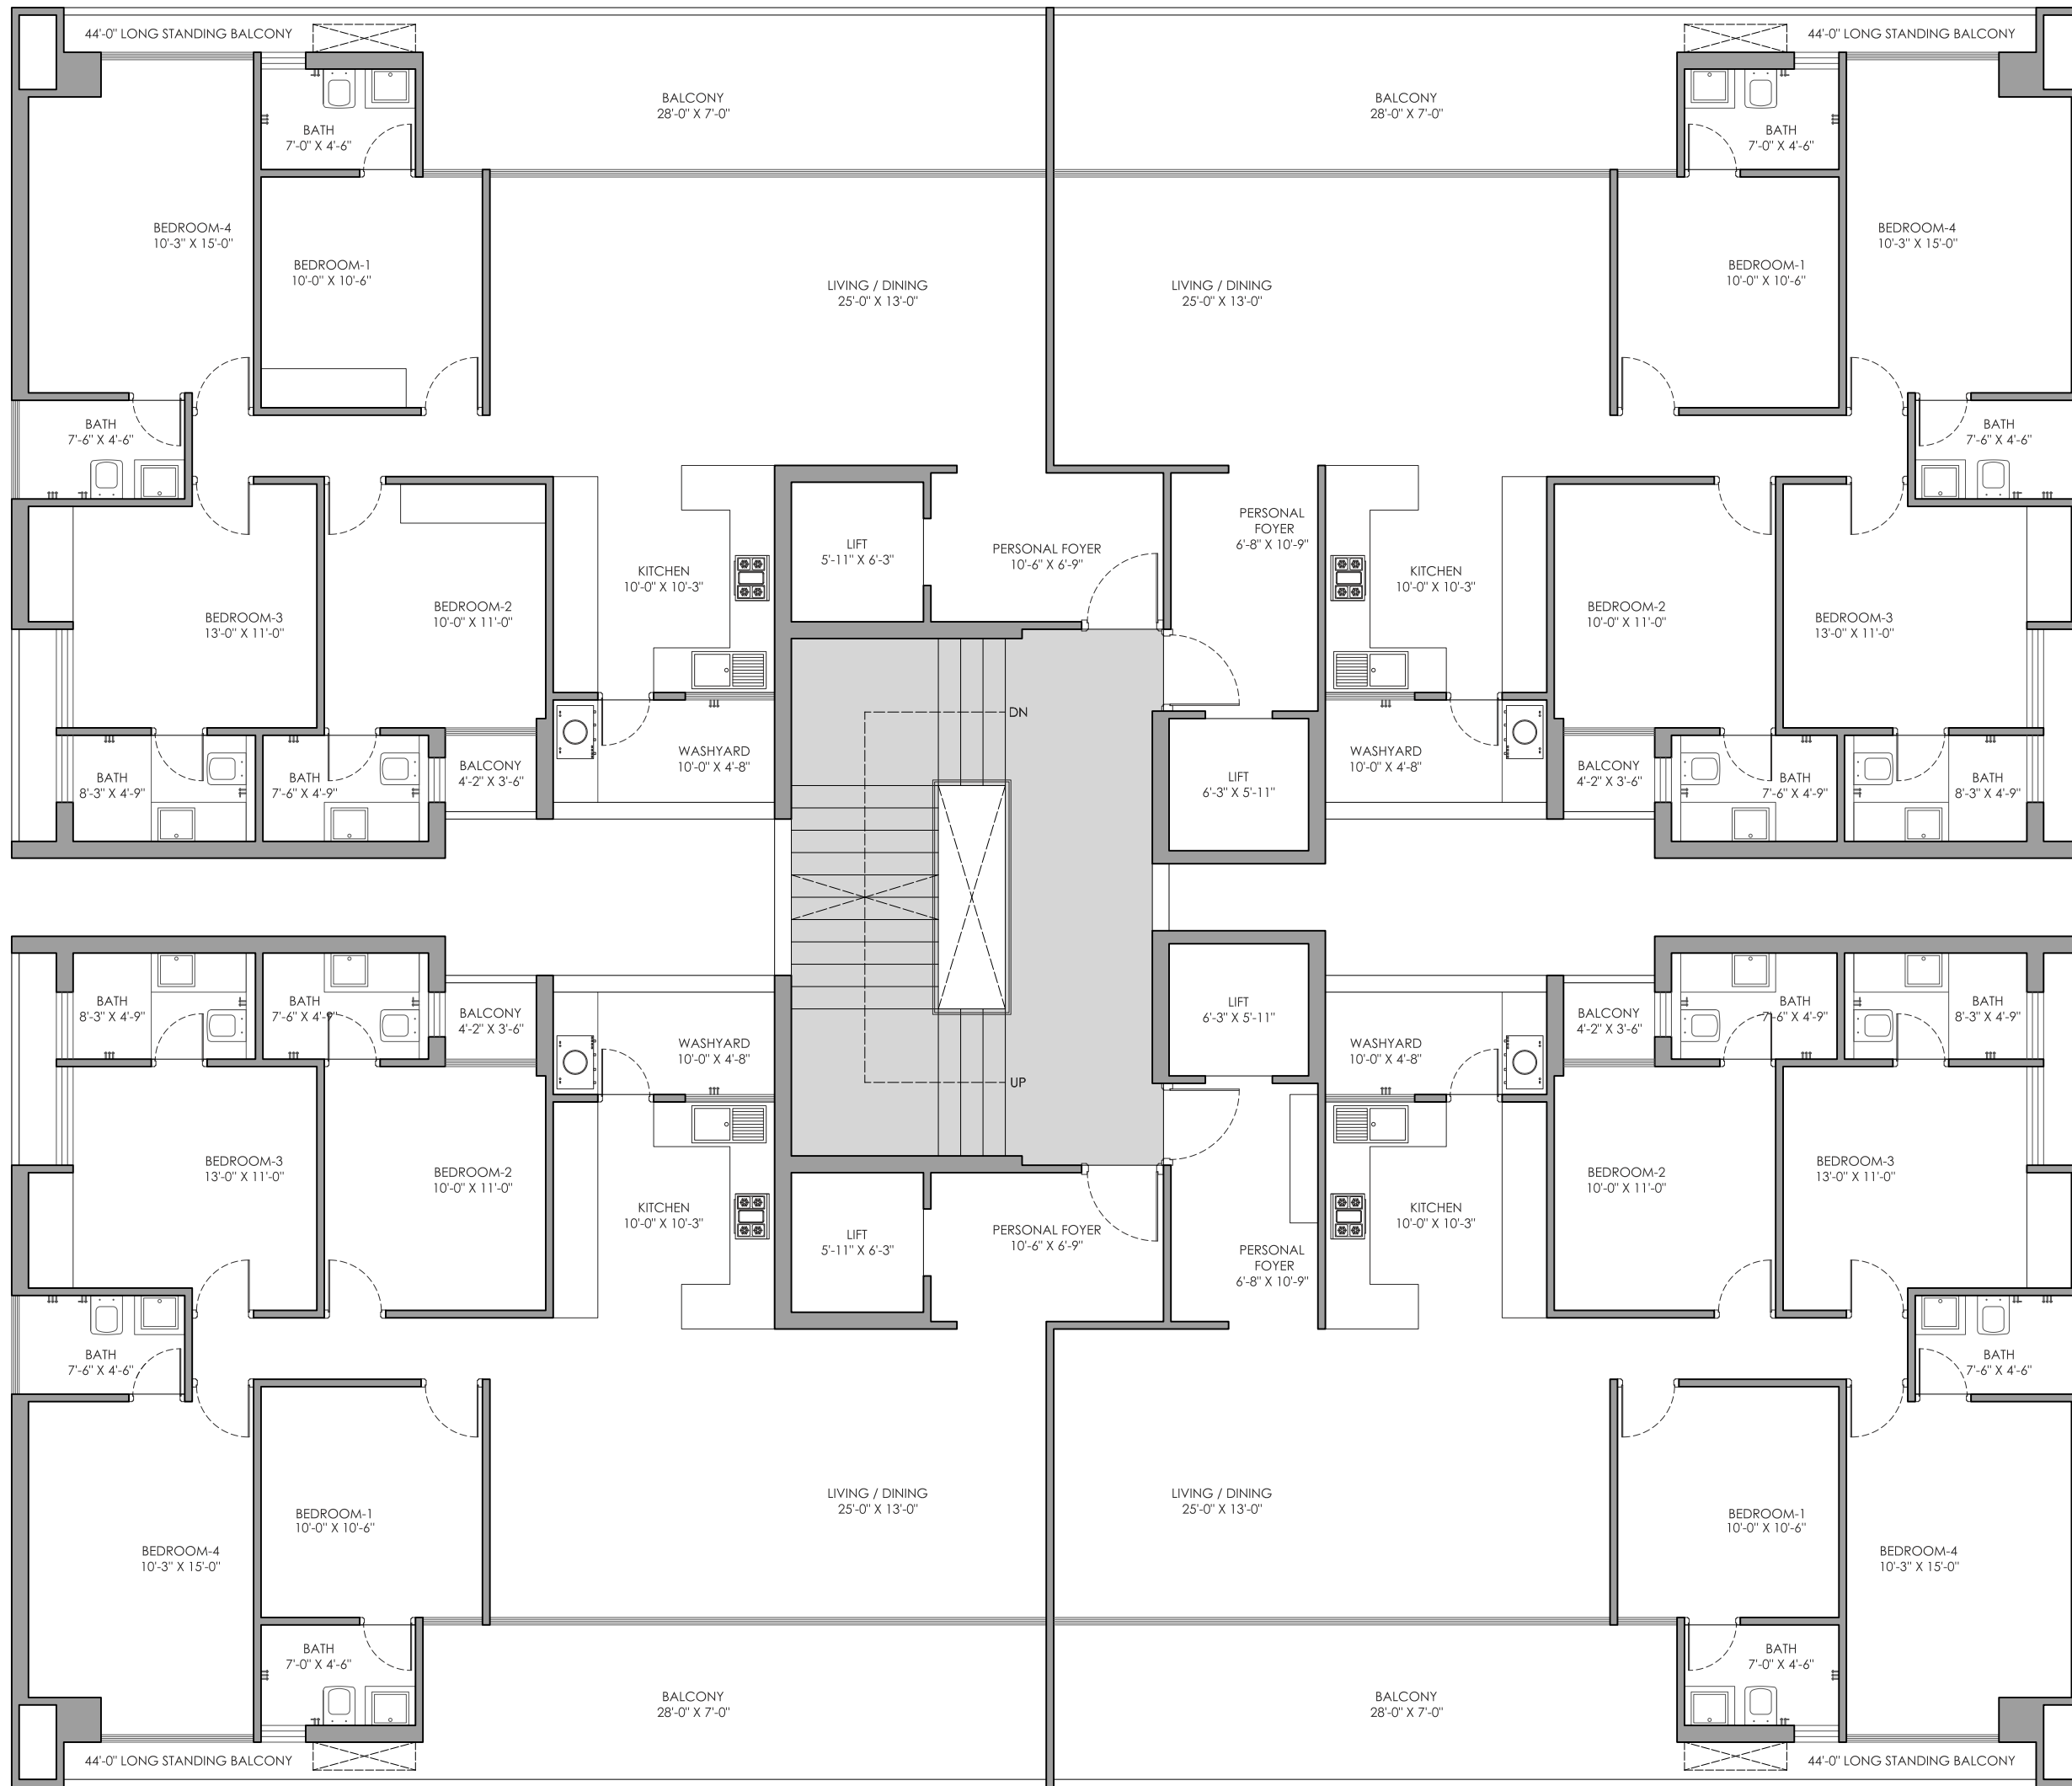 44'-0" LONG STANDING BALCONY
44'-0" LONG STANDING BALCONY
BALCONY
28'-0" X 7'-0"
BALCONY
28'-0" X 7'-0"
BATH
7'-0" X 4'-6"
BATH
7'-0" X 4'-6"
BEDROOM-4
10'-3" X 15'-0"
BEDROOM-1
10'-0" X 10'-6"
LIVING / DINING
25'-0" X 13'-0"
LIVING / DINING
25'-0" X 13'-0"
BEDROOM-1
10'-0" X 10'-6"
BEDROOM-4
10'-3" X 15'-0"
BATH
7'-6" X 4'-6"
BATH
7'-6" X 4'-6"
BEDROOM-3
13'-0" X 11'-0"
BEDROOM-2
10'-0" X 11'-0"
KITCHEN
10'-0" X 10'-3"
LIFT
5'-11" X 6'-3"
PERSONAL FOYER
10'-6" X 6'-9"
PERSONAL
FOYER
6'-8" X 10'-9"
KITCHEN
10'-0" X 10'-3"
BEDROOM-2
10'-0" X 11'-0"
BEDROOM-3
13'-0" X 11'-0"
DN
BATH
8'-3" X 4'-9"
BATH
7'-6" X 4'-9"
BALCONY
4'-2" X 3'-6"
WASHYARD
10'-0" X 4'-8"
LIFT
6'-3" X 5'-11"
WASHYARD
10'-0" X 4'-8"
BALCONY
4'-2" X 3'-6"
BATH
7'-6" X 4'-9"
BATH
8'-3" X 4'-9"
BATH
8'-3" X 4'-9"
BATH
7'-6" X 4'-9"
BALCONY
4'-2" X 3'-6"
WASHYARD
10'-0" X 4'-8"
LIFT
6'-3" X 5'-11"
WASHYARD
10'-0" X 4'-8"
BALCONY
4'-2" X 3'-6"
BATH
7'-6" X 4'-9"
BATH
8'-3" X 4'-9"
UP
BEDROOM-3
13'-0" X 11'-0"
BEDROOM-2
10'-0" X 11'-0"
KITCHEN
10'-0" X 10'-3"
LIFT
5'-11" X 6'-3"
PERSONAL FOYER
10'-6" X 6'-9"
PERSONAL
FOYER
6'-8" X 10'-9"
KITCHEN
10'-0" X 10'-3"
BEDROOM-2
10'-0" X 11'-0"
BEDROOM-3
13'-0" X 11'-0"
BATH
7'-6" X 4'-6"
BATH
7'-6" X 4'-6"
BEDROOM-4
10'-3" X 15'-0"
BEDROOM-1
10'-0" X 10'-6"
LIVING / DINING
25'-0" X 13'-0"
LIVING / DINING
25'-0" X 13'-0"
BEDROOM-1
10'-0" X 10'-6"
BEDROOM-4
10'-3" X 15'-0"
BATH
7'-0" X 4'-6"
BATH
7'-0" X 4'-6"
BALCONY
28'-0" X 7'-0"
BALCONY
28'-0" X 7'-0"
44'-0" LONG STANDING BALCONY
44'-0" LONG STANDING BALCONY